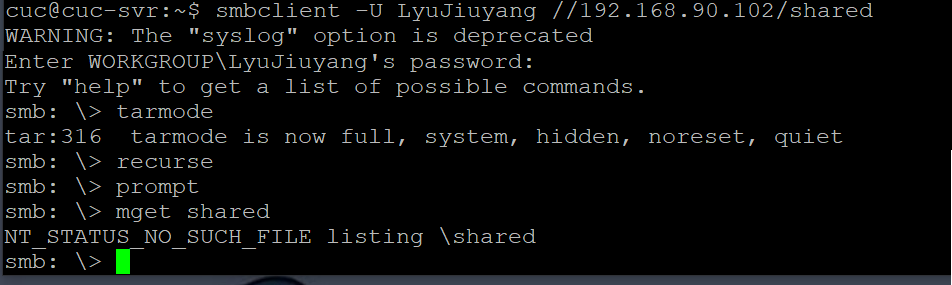 cuc@cuc-svr:~$ smbclient -U LyuJiuyang //192.168.90.102/shared
WARNING: The "syslog" option is deprecated
Enter WORKGROUP\LyuJiuyang's password:
Try "help" to get a list of possible commands.
smb: \> tarmode
tar:316  tarmode is now full, system, hidden, noreset, quiet
smb: \> recurse
smb: \> prompt
smb: \> mget shared
NT_STATUS_NO_SUCH_FILE listing \shared
smb: \>